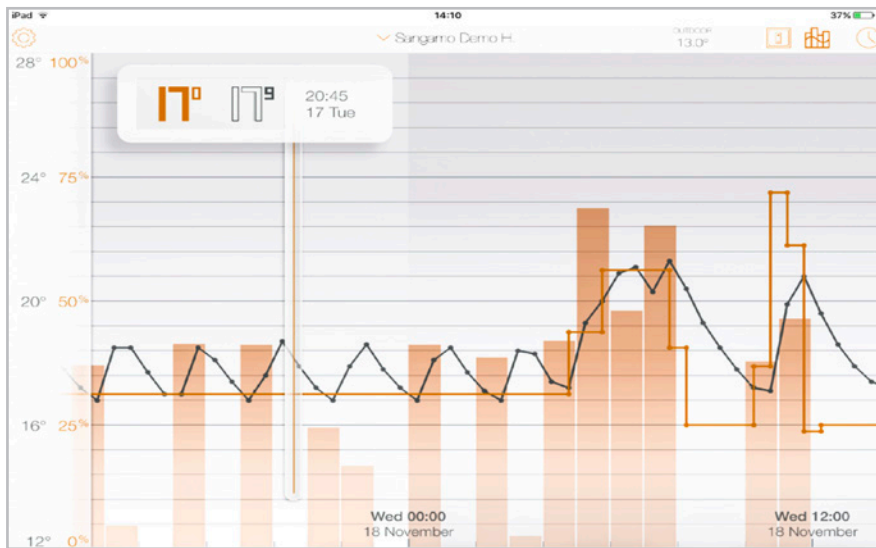 iPad
14:10
37%
Sangamo Demo H.
OUTDOOR
13.0°
28° 100%
17⁰ 17⁹ 20:45
17 Tue
24° 75%
20° 50%
16° 25%
12° 0%
Wed 00:00
18 November
Wed 12:00
18 November